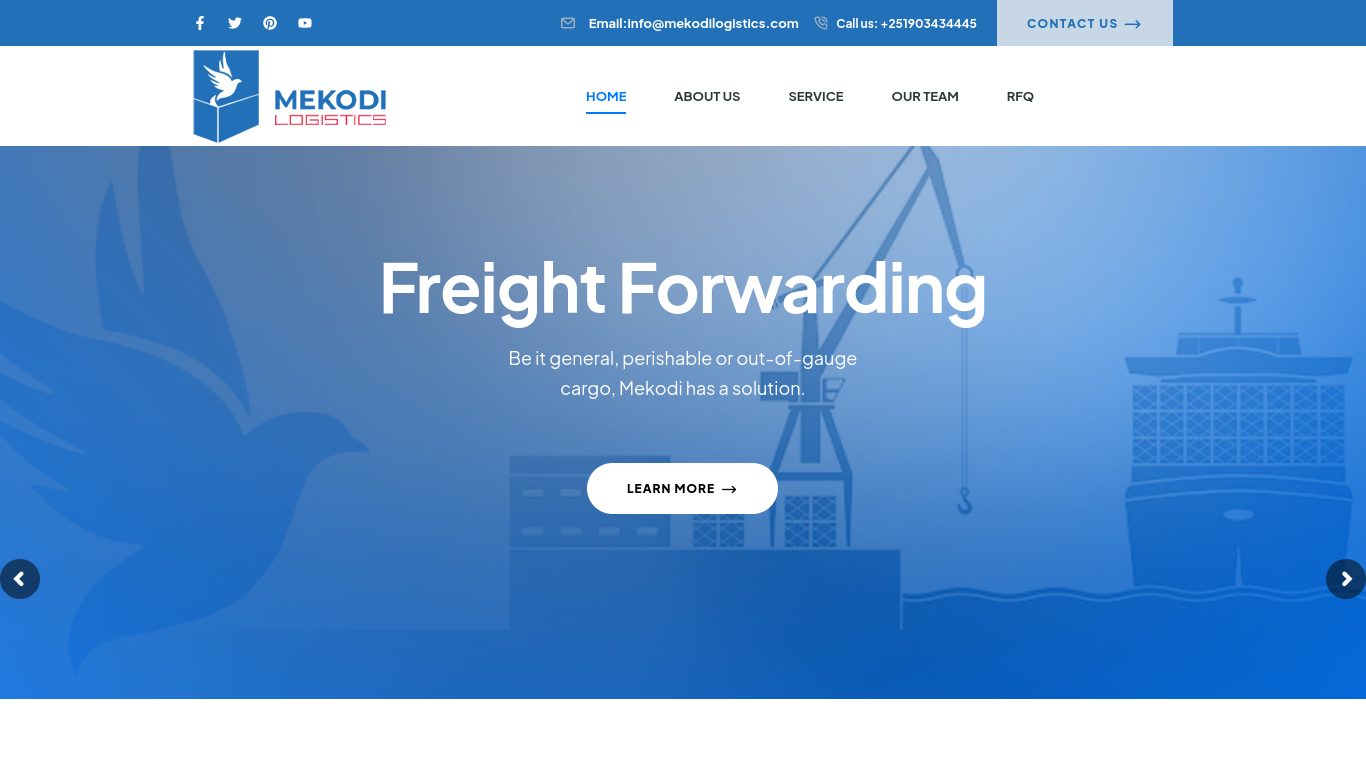 Email:info@mekodilogistics.com
Call us: +251903434445
CONTACT US
MEKODI
LOGISTICS
HOME
ABOUT US
SERVICE
OUR TEAM
RFQ
Freight Forwarding
Be it general, perishable or out-of-gauge
cargo, Mekodi has a solution.
LEARN MORE